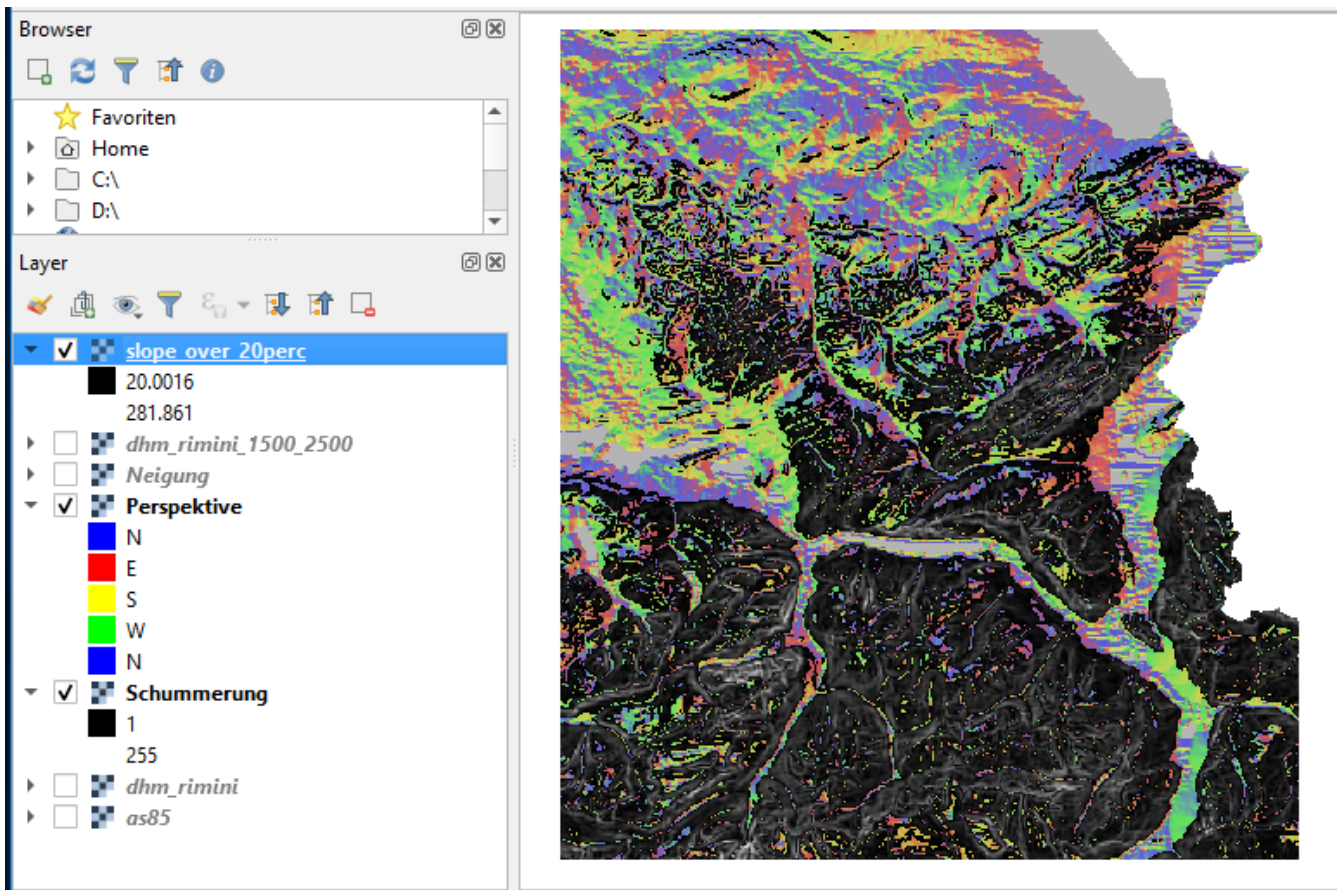 Browser
Favoriten
Home
C:\
D:\
Layer
slope_over_20perc
20.0016
281.861
dhm_rimini_1500_2500
Neigung
Perspektive
N
E
S
W
N
Schummerung
1
255
dhm_rimini
as85